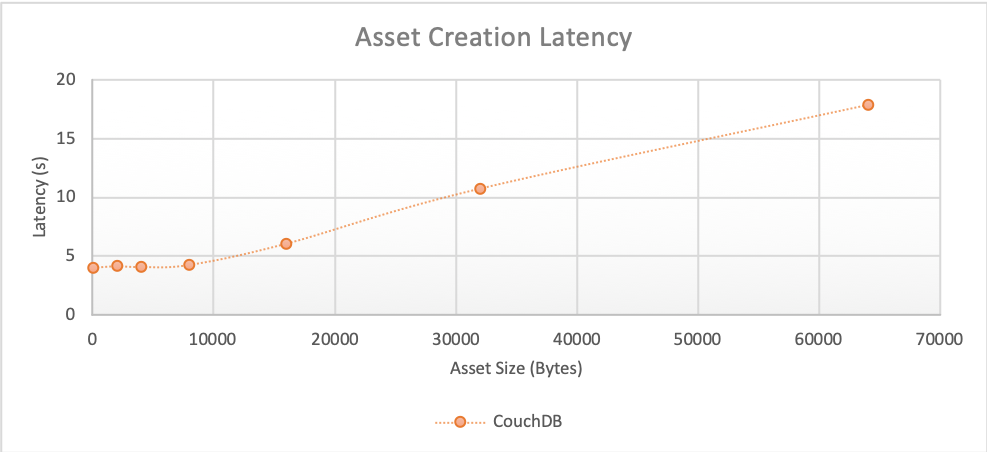 Asset Creation Latency
20
15
10
5
0
Latency (s)
0 10000 20000 30000 40000 50000 60000 70000
Asset Size (Bytes)
CouchDB